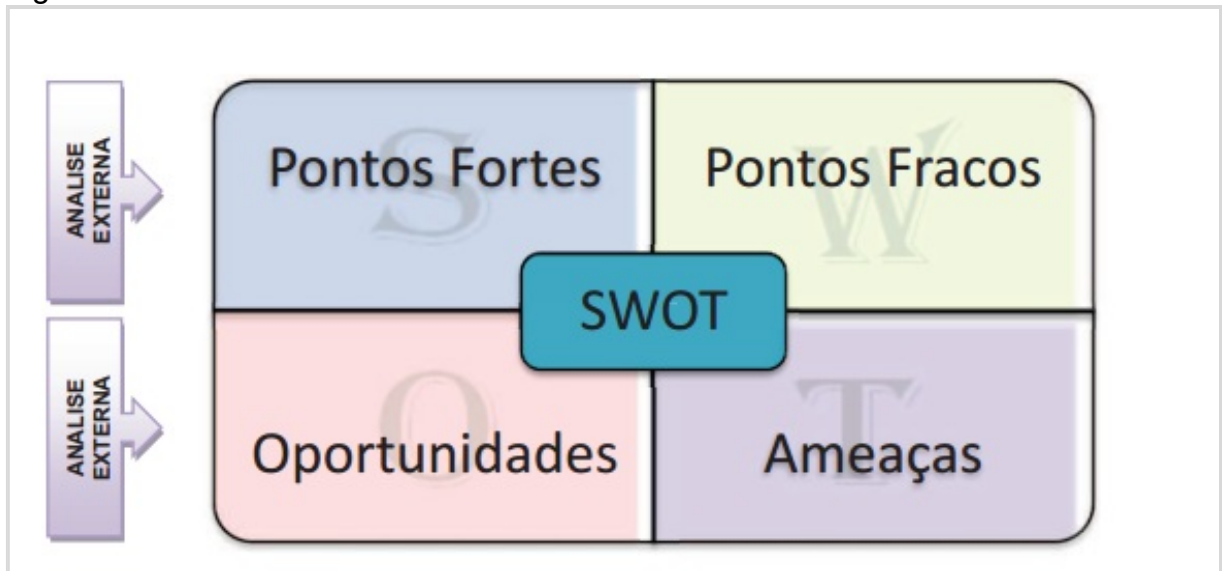 ANALISE
EXTERNA
S
Pontos Fortes
W
Pontos Fracos
SWOT
ANALISE
EXTERNA
O
Oportunidades
T
Ameaças